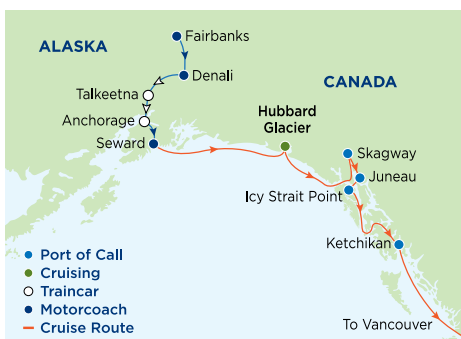 Fairbanks
ALASKA
Denali
CANADA
Talkeetna
Hubbard
Glacier
Anchorage
Seward
Skagway
Juneau
Icy Strait Point
Ketchikan
Port of Call
Cruising
Traincar
Motorcoach
Cruise Route
To Vancouver